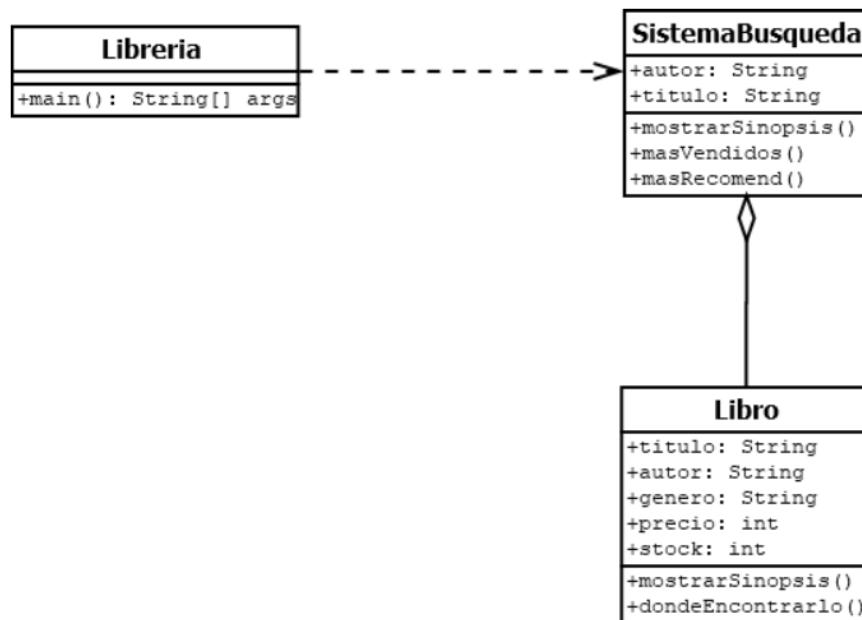 Libreria
+main(): String[] args
SistemaBusqueda
+autor: String
+titulo: String
+mostrarSinopsis()
+masVendidos()
+masRecomend()
Libro
+titulo: String
+autor: String
+genero: String
+precio: int
+stock: int
+mostrarSinopsis()
+dondeEncontrarlo()